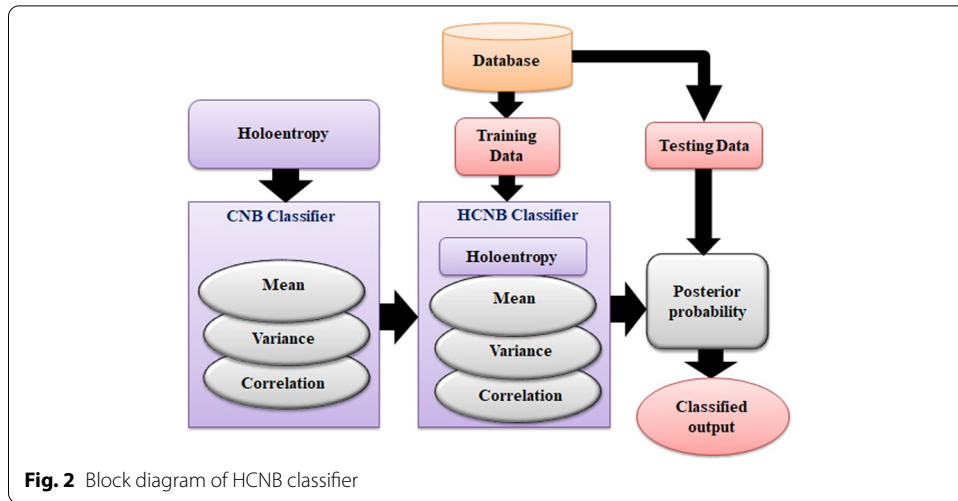 Database
Holoentropy
Training
Data
Testing Data
CNB Classifier
HCNB Classifier
Holoentropy
Mean
Variance
Correlation
Mean
Variance
Correlation
Posterior
probability
Classified
output
Fig. 2 Block diagram of HCNB classifier